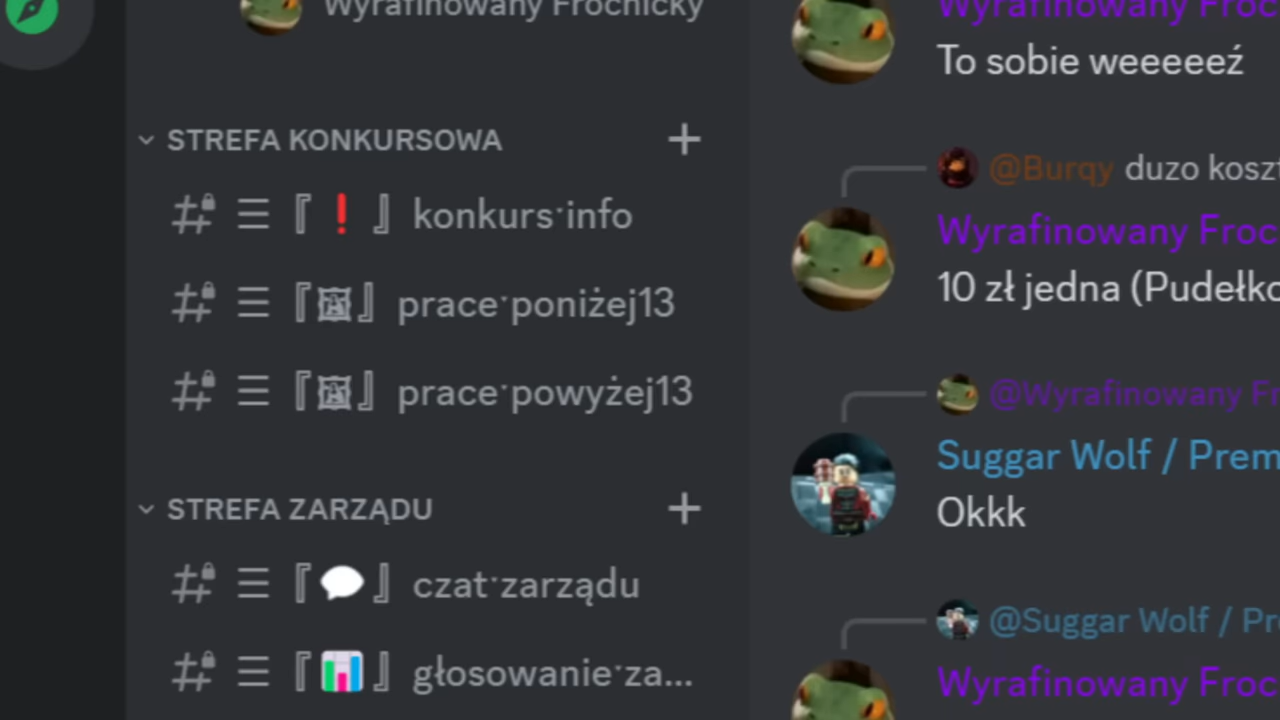 Wyrafinowany Frocnicky
STREFA KONKURSOWA
☰『❗』konkurs·info
☰『🖼』prace·poniżej13
☰『🖼』prace·powyżej13
STREFA ZARZĄDU
☰『💬』czat·zarządu
☰『📊』głosowanie·za...
Wyrafinowany Froc
To sobie weeeeeź
@Burqy duzo koszt
Wyrafinowany Froc
10 zł jedna (Pudełko
@Wyrafinowany Fr
Suggar Wolf / Prem
Okkk
@Suggar Wolf / Pr
Wyrafinowany Froc